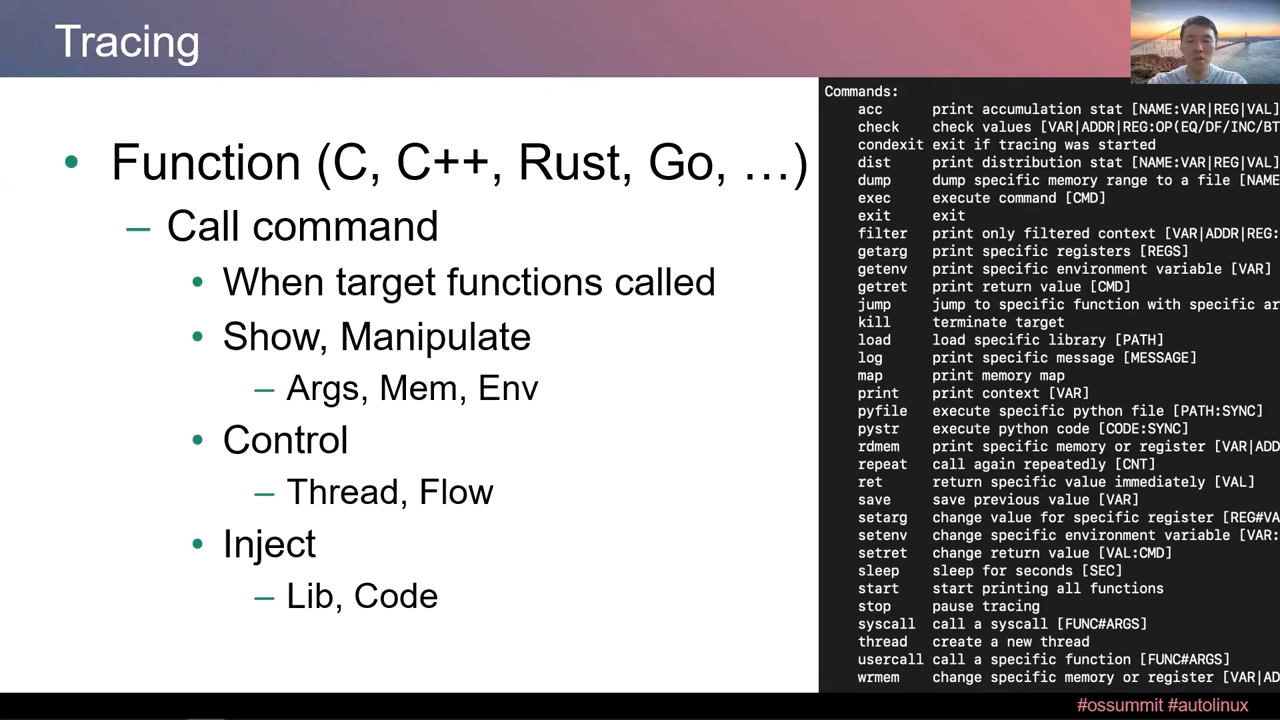 Tracing
• Function (C, C++, Rust, Go, …)
– Call command
• When target functions called
• Show, Manipulate
– Args, Mem, Env
• Control
– Thread, Flow
• Inject
– Lib, Code
Commands:
acc print accumulation stat [NAME:VAR|REG|VAL]
check check values [VAR|ADDR|REG:OP(EQ/DF/INC/BT
condexit exit if tracing was started
dist print distribution stat [NAME:VAR|REG|VAL]
dump dump specific memory range to a file [NAME
exec execute command [CMD]
exit exit
filter print only filtered context [VAR|ADDR|REG:
getarg print specific registers [REGS]
getenv print specific environment variable [VAR]
getret print return value [CMD]
jump jump to specific function with specific ar
kill terminate target
load load specific library [PATH]
log print specific message [MESSAGE]
map print memory map
print print context [VAR]
pyfile execute specific python file [PATH:SYNC]
pystr execute python code [CODE:SYNC]
rdmem print specific memory or register [VAR|ADD
repeat call again repeatedly [CNT]
ret return specific value immediately [VAL]
save save previous value [VAR]
setarg change value for specific register [REG#VA
setenv change specific environment variable [VAR:
setret change return value [VAL:CMD]
sleep sleep for seconds [SEC]
start start printing all functions
stop pause tracing
syscall call a syscall [FUNC#ARGS]
thread create a new thread
usercall call a specific function [FUNC#ARGS]
wrmem change specific memory or register [VAR|AD
#ossummit #autolinux